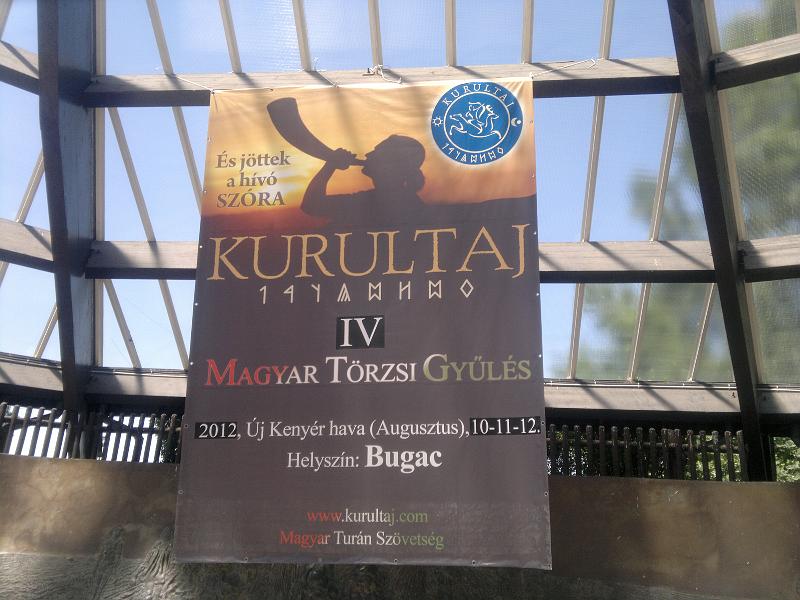 És jöttek
a hívó
SZÓRA
KURULTAJ
KURULTAJ
IV
MAGYAR TÖRZSI GYŰLÉS
2012, Új Kenyér hava (Augusztus), 10-11-12.
Helyszín: Bugac
www.kurultaj.com
Magyar Turán Szövetség